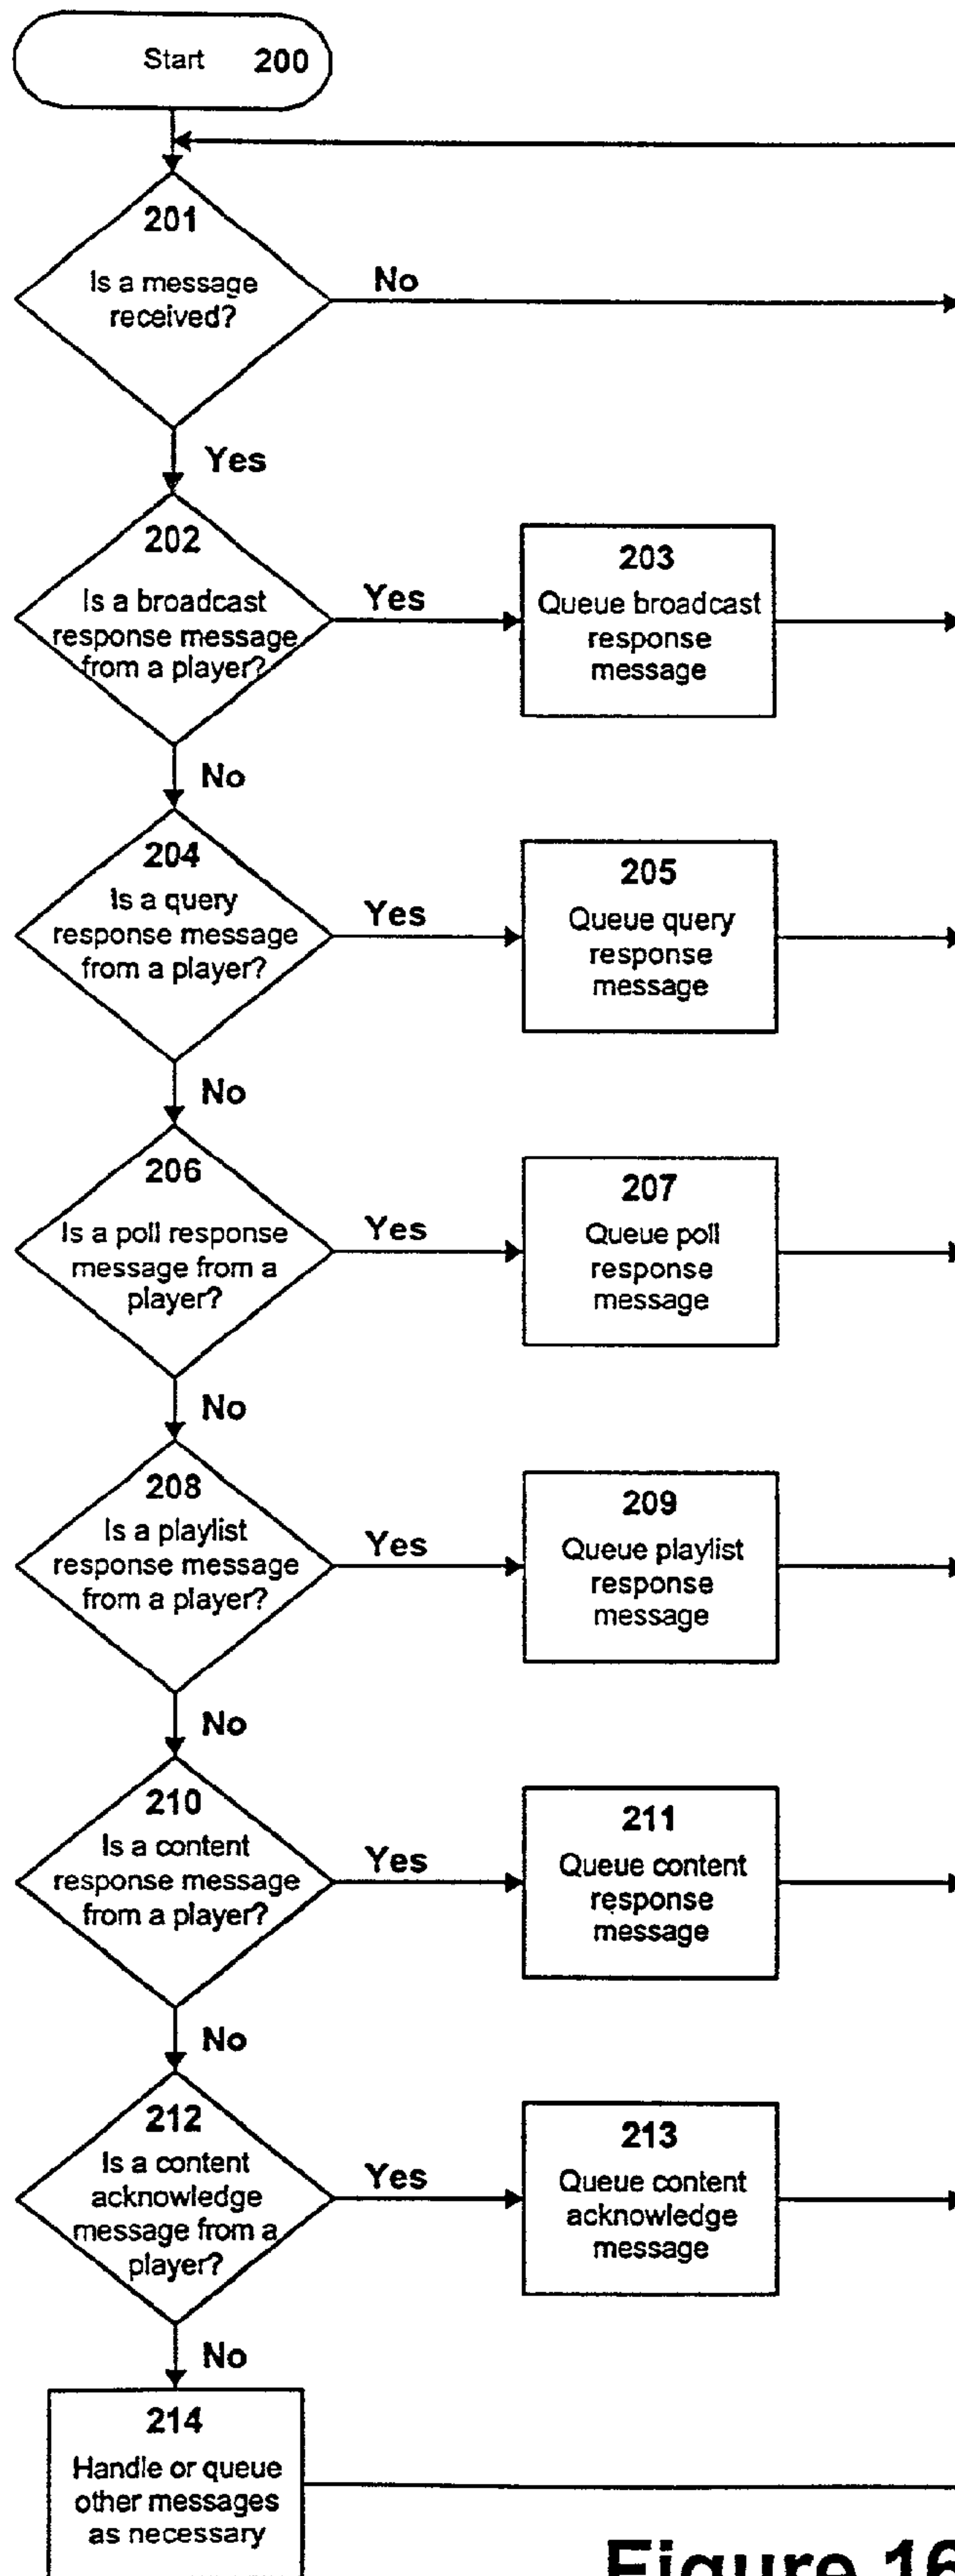 Start 200
201
Is a message
received?
No
Yes
202
Is a broadcast
response message
from a player?
Yes
203
Queue broadcast
response
message
No
204
Is a query
response message
from a player?
Yes
205
Queue query
response
message
No
206
Is a poll response
message from a
player?
Yes
207
Queue poll
response
message
No
208
Is a playlist
response message
from a player?
Yes
209
Queue playlist
response
message
No
210
Is a content
response message
from a player?
Yes
211
Queue content
response
message
No
212
Is a content
acknowledge
message from a
player?
Yes
213
Queue content
acknowledge
message
No
214
Handle or queue
other messages
as necessary
Figure 16